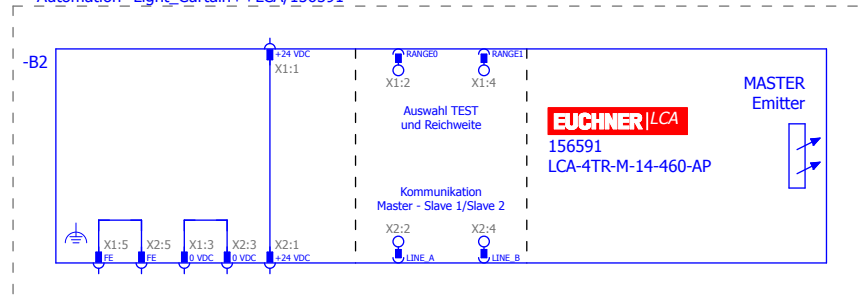 Automation Light_Curtain++LCA/156591
-B2
+24 VDC
X1:1
RANGE0
X1:2
RANGE1
X1:4
Auswahl TEST
und Reichweite
EUCHNER LCA
156591
LCA-4TR-M-14-460-AP
MASTER
Emitter
Kommunikation
Master - Slave 1/Slave 2
X1:5
FE
X2:5
FE
X1:3
0 VDC
X2:3
0 VDC
X2:1
+24 VDC
X2:2
LINE_A
X2:4
LINE_B